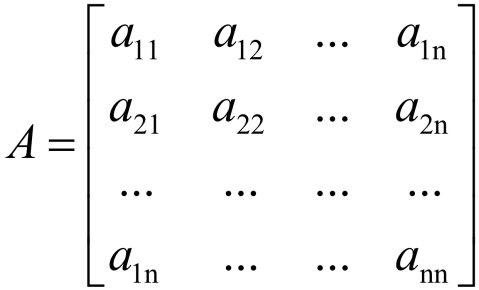 a₁₁ a₁₂ ... a₁ₙ
a₂₁ a₂₂ ... a₂ₙ
A =
... ... ... ...
a₁ₙ ... ... aₙₙ